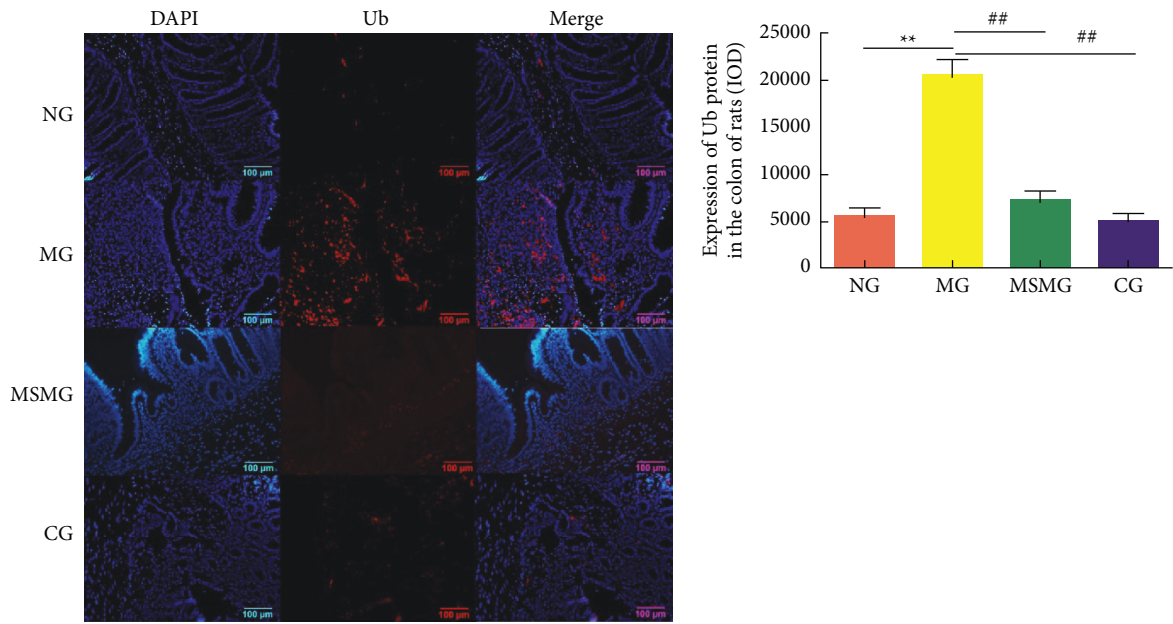 DAPI Ub Merge
NG
100 µm 100 µm 100 µm
MG
100 µm 100 µm 100 µm
MSMG
100 µm 100 µm 100 µm
CG
100 µm 100 µm 100 µm
Expression of Ub protein
in the colon of rats (IOD)
25000
20000
15000
10000
5000
0
** ## ##
NG MG MSMG CG